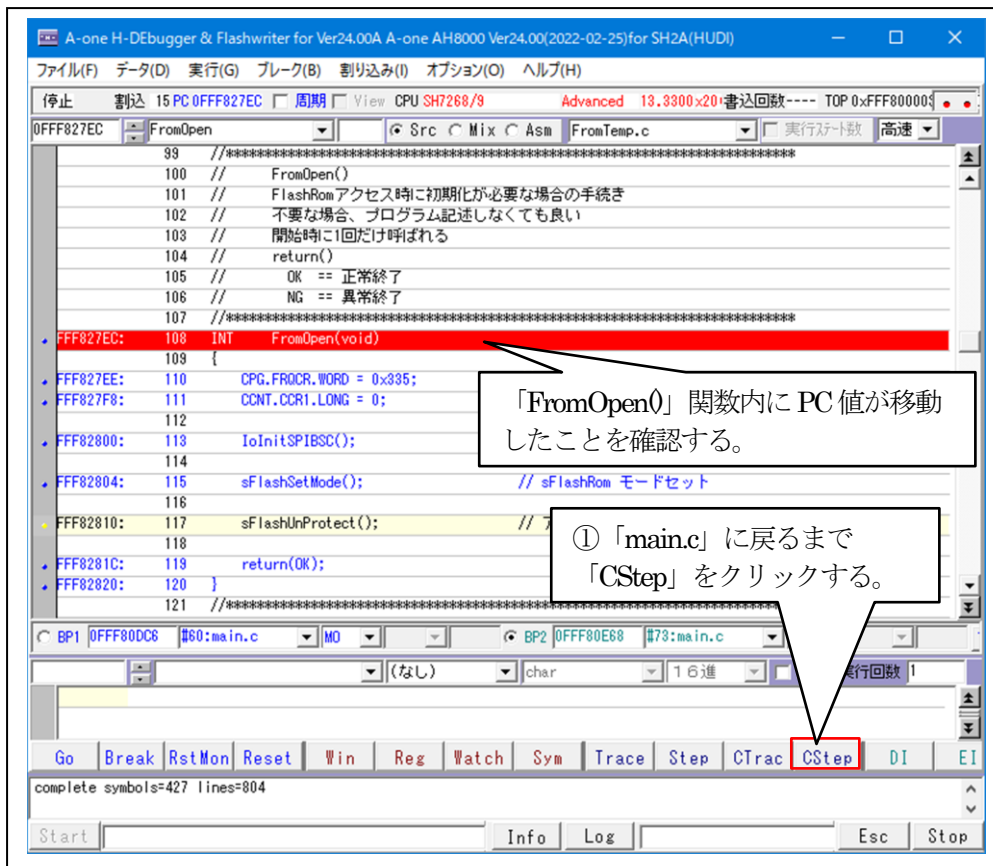 A-one H-DEbugger & Flashwriter for Ver24.00A A-one AH8000 Ver24.00(2022-02-25)for SH2A(HUDI)
ファイル(F) データ(D) 実行(G) ブレーク(B) 割り込み(I) オプション(O) ヘルプ(H)
停止 割込 15 PC 0FFF827EC 周期 View CPU SH7268/9 Advanced 13.3300×20 書込回数---- TOP 0xFFF80000
0FFF827EC FromOpen Src Mix Asm FromTemp.c 実行ステート数 高速
99 //************************************************************************
100 // FromOpen()
101 // FlashRomアクセス時に初期化が必要な場合の手続き
102 // 不要な場合、プログラム記述しなくても良い
103 // 開始時に1回だけ呼ばれる
104 // return()
105 // OK == 正常終了
106 // NG == 異常終了
107 //************************************************************************
FFF827EC: 108 INT FromOpen(void)
109 {
FFF827EE: 110 CPG.FRQCR.WORD = 0x335;
FFF827F8: 111 CCNT.CCR1.LONG = 0;
112
FFF82800: 113 IoInitSPIBSC();
114
FFF82804: 115 sFlashSetMode(); // sFlashRom モードセット
116
FFF82810: 117 sFlashUnProtect(); //
118
FFF8281C: 119 return(OK);
FFF82820: 120 }
121 //************************************************************************
「FromOpen()」関数内に PC 値が移動
したことを確認する。
①「main.c」に戻るまで
「CStep」をクリックする。
BP1 0FFF80DC6 #60:main.c MO BP2 0FFF80E68 #73:main.c
(なし) char 16進 行回数 1
Go Break RstMon Reset Win Reg Watch Sym Trace Step CTrac CStep DI EI
complete symbols=427 lines=804
Start Info Log Esc Stop